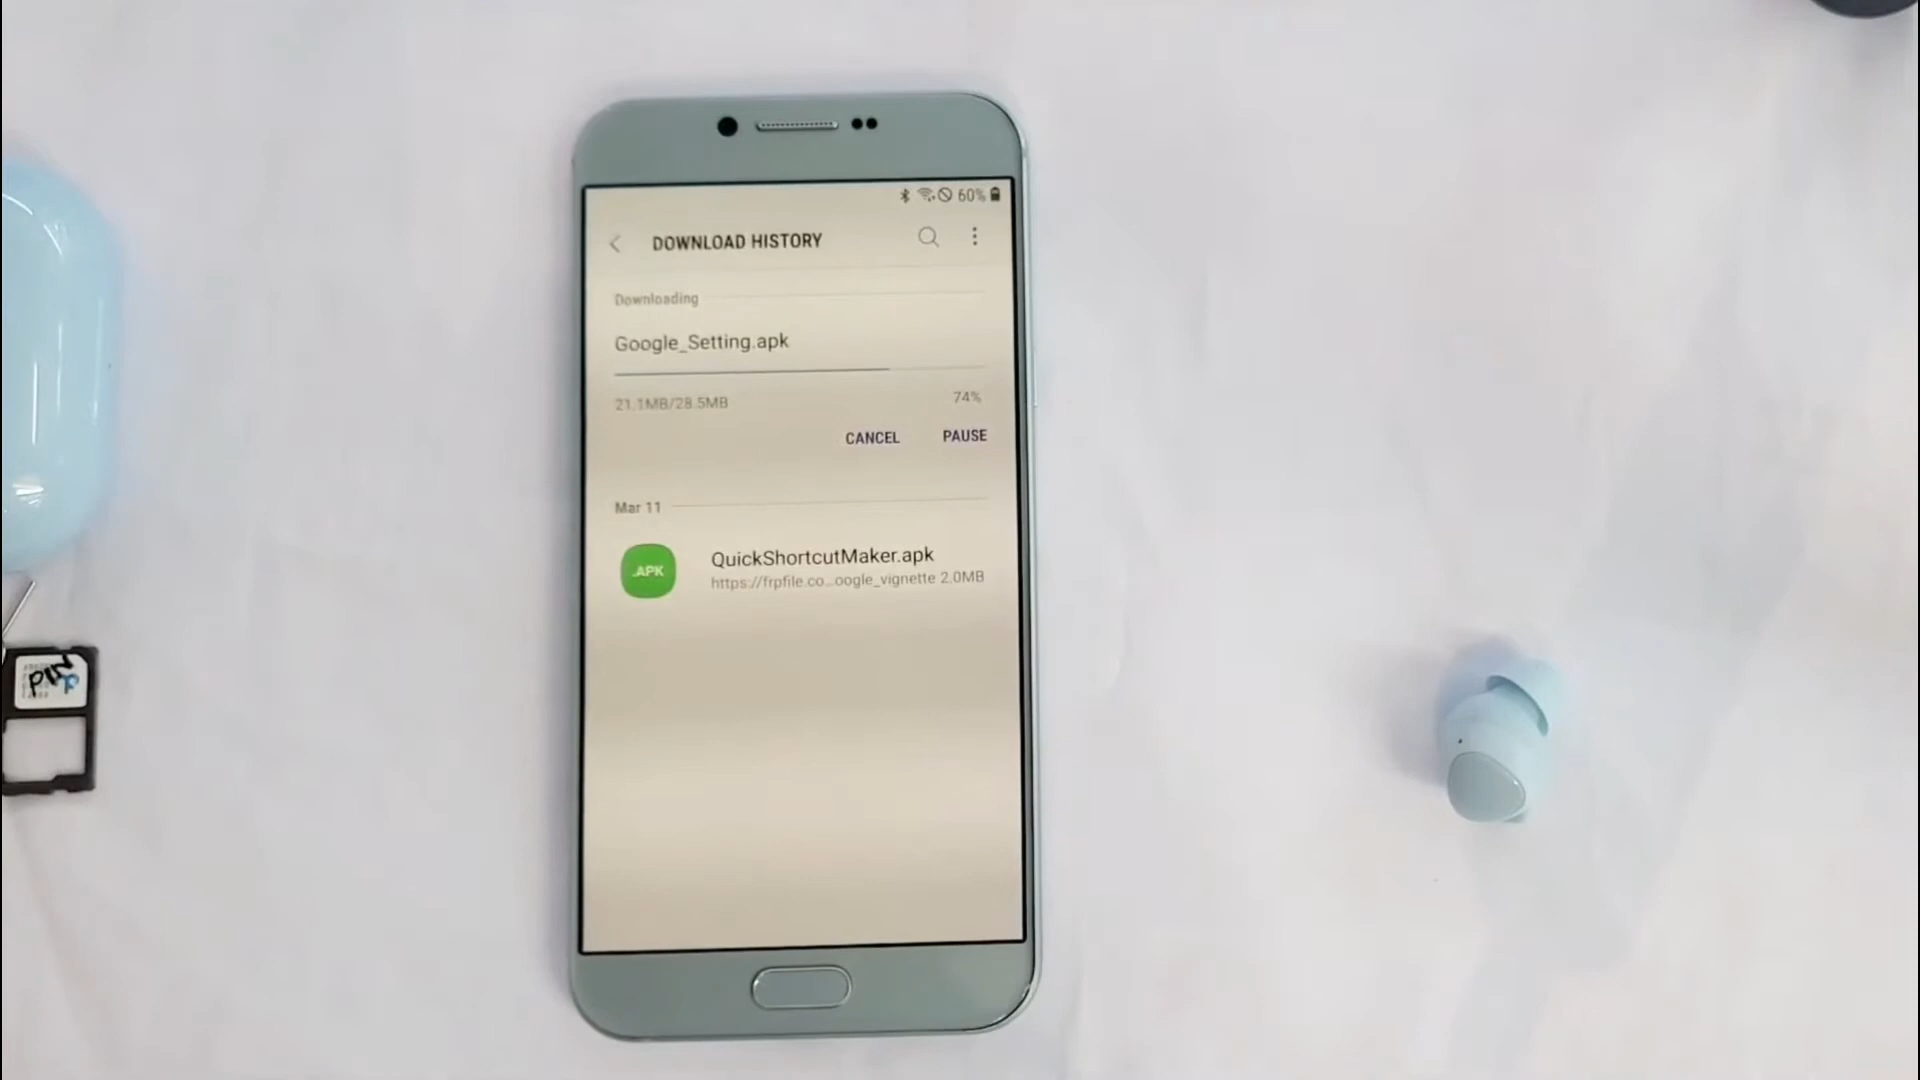 60%
DOWNLOAD HISTORY
Downloading
Google_Setting.apk
21.1MB/28.5MB 74%
CANCEL PAUSE
Mar 11
.APK
QuickShortcutMaker.apk
https://frpfile.co...oogle_vignette 2.0MB